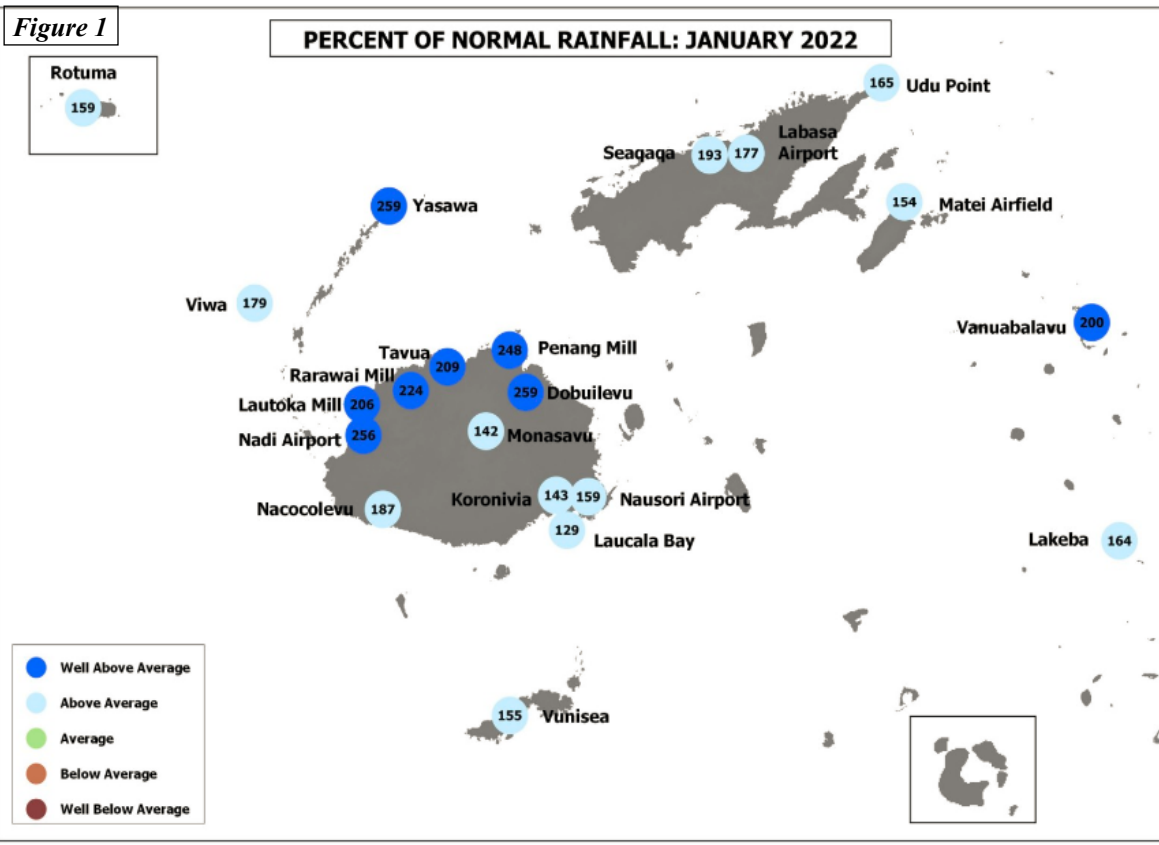 Figure 1
PERCENT OF NORMAL RAINFALL: JANUARY 2022
Rotuma
159
165
Udu Point
Seaqaqa
193
177
Labasa
Airport
259
Yasawa
154
Matei Airfield
Viwa
179
Vanuabalavu
200
Tavua
209
248
Penang Mill
Rarawai Mill
224
259
Dobuilevu
Lautoka Mill
206
Nadi Airport
256
142
Monasavu
Nacocolevu
187
Koronivia
143
159
Nausori Airport
129
Laucala Bay
Lakeba
164
155
Vunisea
Well Above Average
Above Average
Average
Below Average
Well Below Average